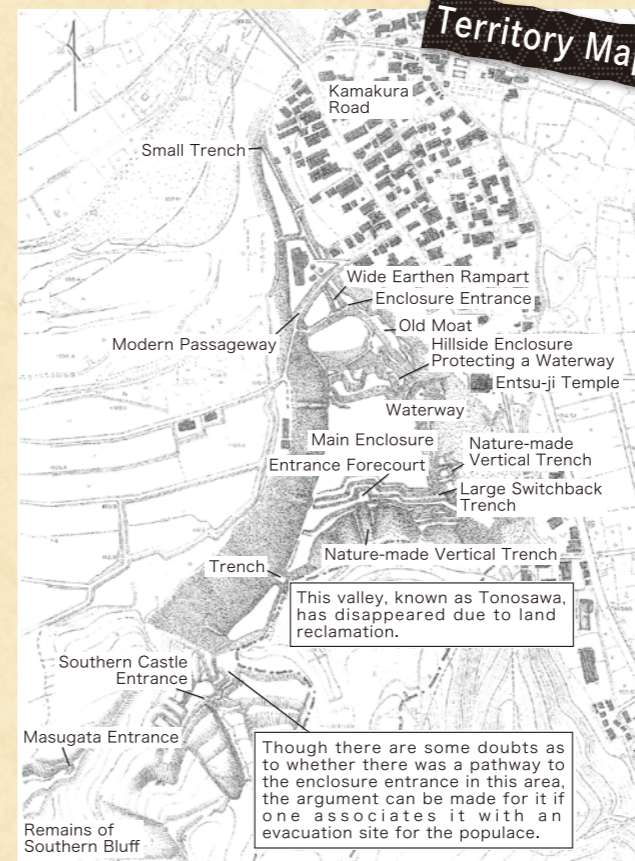 Territory Ma
Kamakura
Road
Small Trench
Wide Earthen Rampart
Enclosure Entrance
Old Moat
Modern Passageway
Hillside Enclosure
Protecting a Waterway
Entsu-ji Temple
Waterway
Main Enclosure
Nature-made
Vertical Trench
Entrance Forecourt
Large Switchback
Trench
Nature-made Vertical Trench
Trench
This valley, known as Tonosawa,
has disappeared due to land
reclamation.
Southern Castle
Entrance
Masugata Entrance
Though there are some doubts as
to whether there was a pathway to
the enclosure entrance in this area,
the argument can be made for it if
one associates it with an
evacuation site for the populace.
Remains of
Southern Bluff